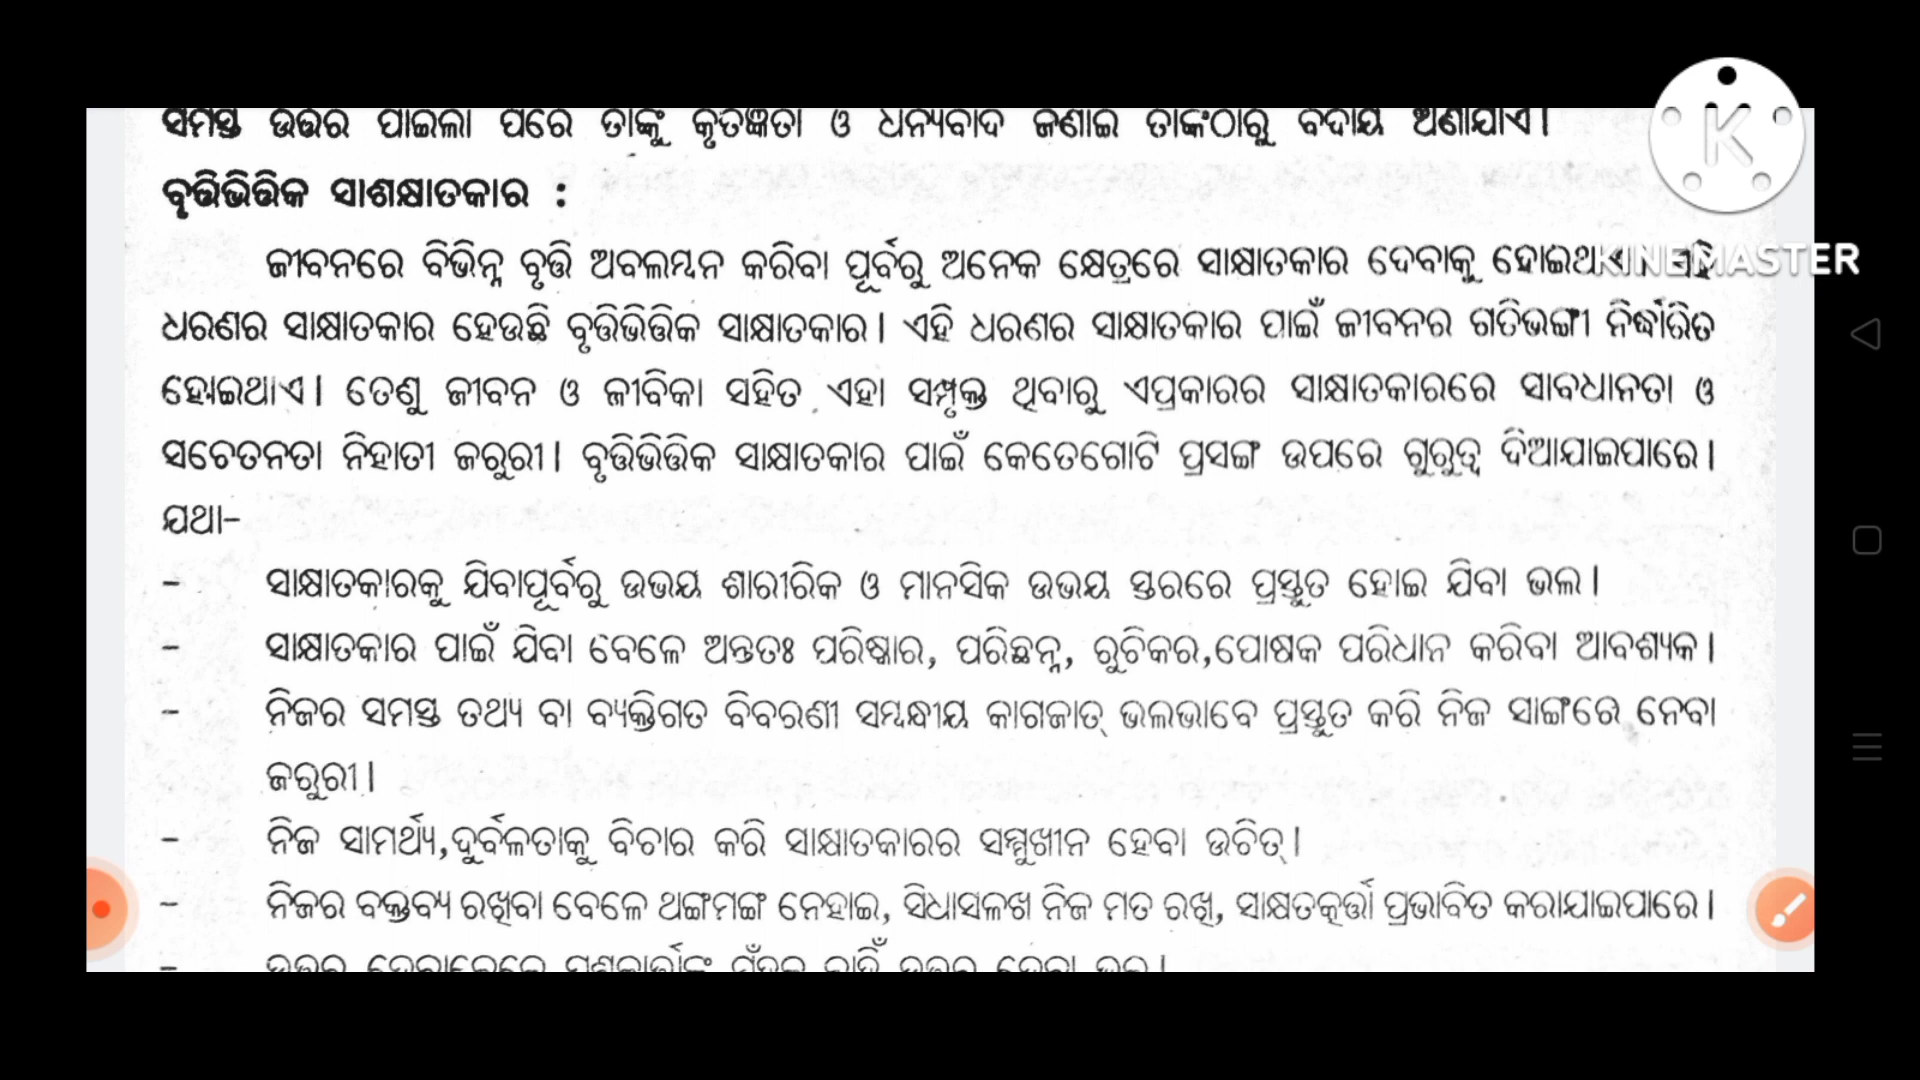 ସମସ୍ତ ଉତ୍ତର ପାଇଲା ପରେ ତାଙ୍କୁ କୃତଜ୍ଞତା ଓ ଧନ୍ୟବାଦ ଜଣାଇ ତାଙ୍କଠାରୁ ବିଦାୟ ଅଣାଯାଏ।
ବୃତ୍ତିଭିତ୍ତିକ ସାଶକ୍ଷାତକାର :
ଜୀବନରେ ବିଭିନ୍ନ ବୃତ୍ତି ଅବଲମ୍ବନ କରିବା ପୂର୍ବରୁ ଅନେକ କ୍ଷେତ୍ରରେ ସାକ୍ଷାତକାର ଦେବାକୁ
KINEMASTER
ଧରଣର ସାକ୍ଷାତକାର ହେଉଛି ବୃତ୍ତିଭିତ୍ତିକ ସାକ୍ଷାତକାର। ଏହି ଧରଣର ସାକ୍ଷାତକାର ପାଇଁ ଜୀବନର ଗତିଭଙ୍ଗୀ ନିର୍ଦ୍ଧାରିତ
ହୋଇଥାଏ। ତେଣୁ ଜୀବନ ଓ ଜୀବିକା ସହିତ ଏହା ସମ୍ପୃକ୍ତ ଥିବାରୁ ଏପ୍ରକାରର ସାକ୍ଷାତକାରରେ ସାବଧାନତା ଓ
ସଚେତନତା ନିହାତୀ ଜରୁରୀ। ବୃତ୍ତିଭିତ୍ତିକ ସାକ୍ଷାତକାର ପାଇଁ କେତେଗୋଟି ପ୍ରସଙ୍ଗ ଉପରେ ଗୁରୁତ୍ୱ ଦିଆଯାଇପାରେ।
ଯଥା-
- ସାକ୍ଷାତକାରକୁ ଯିବାପୂର୍ବରୁ ଉଭୟ ଶାରୀରିକ ଓ ମାନସିକ ଉଭୟ ସ୍ତରରେ ପ୍ରସ୍ତୁତ ହୋଇ ଯିବା ଭଲ।
- ସାକ୍ଷାତକାର ପାଇଁ ଯିବା ବେଳେ ଅନ୍ତତଃ ପରିଷ୍କାର, ପରିଛନ୍ନ, ରୁଚିକର,ପୋଷକ ପରିଧାନ କରିବା ଆବଶ୍ୟକ।
- ନିଜର ସମସ୍ତ ତଥ୍ୟ ବା ବ୍ୟକ୍ତିଗତ ବିବରଣୀ ସମ୍ବନ୍ଧୀୟ କାଗଜାତ୍ ଭଲଭାବେ ପ୍ରସ୍ତୁତ କରି ନିଜ ସାଙ୍ଗରେ ନେବା
ଜରୁରୀ।
- ନିଜ ସାମର୍ଥ୍ୟ,ଦୁର୍ବଳତାକୁ ବିଚାର କରି ସାକ୍ଷାତକାରର ସମ୍ମୁଖୀନ ହେବା ଉଚିତ୍।
- ନିଜର ବକ୍ତବ୍ୟ ରଖିବା ବେଳେ ଥଙ୍ଗମଙ୍ଗ ନେହାଇ, ସିଧାସଳଖ ନିଜ ମତ ରଖି, ସାକ୍ଷତକର୍ତ୍ତା ପ୍ରଭାବିତ କରାଯାଇପାରେ।